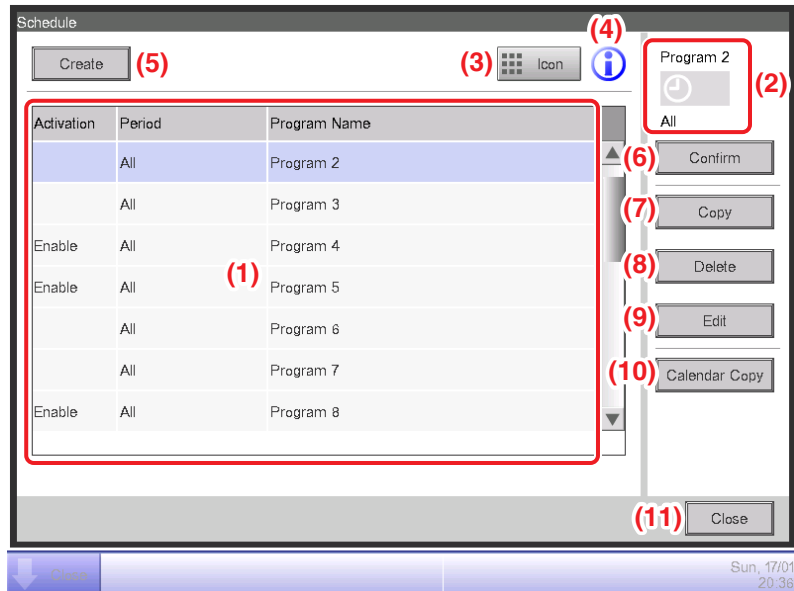 Schedule
(4)
Create (5) (3) Icon
Program 2
(2)
All
Activation Period Program Name
All Program 2
(6) Confirm
All Program 3
(7) Copy
Enable All Program 4
(1)
(8) Delete
Enable All Program 5
All Program 6
(9) Edit
All Program 7
(10) Calendar Copy
Enable All Program 8
(11) Close
Close
Sun, 17/01
20:36